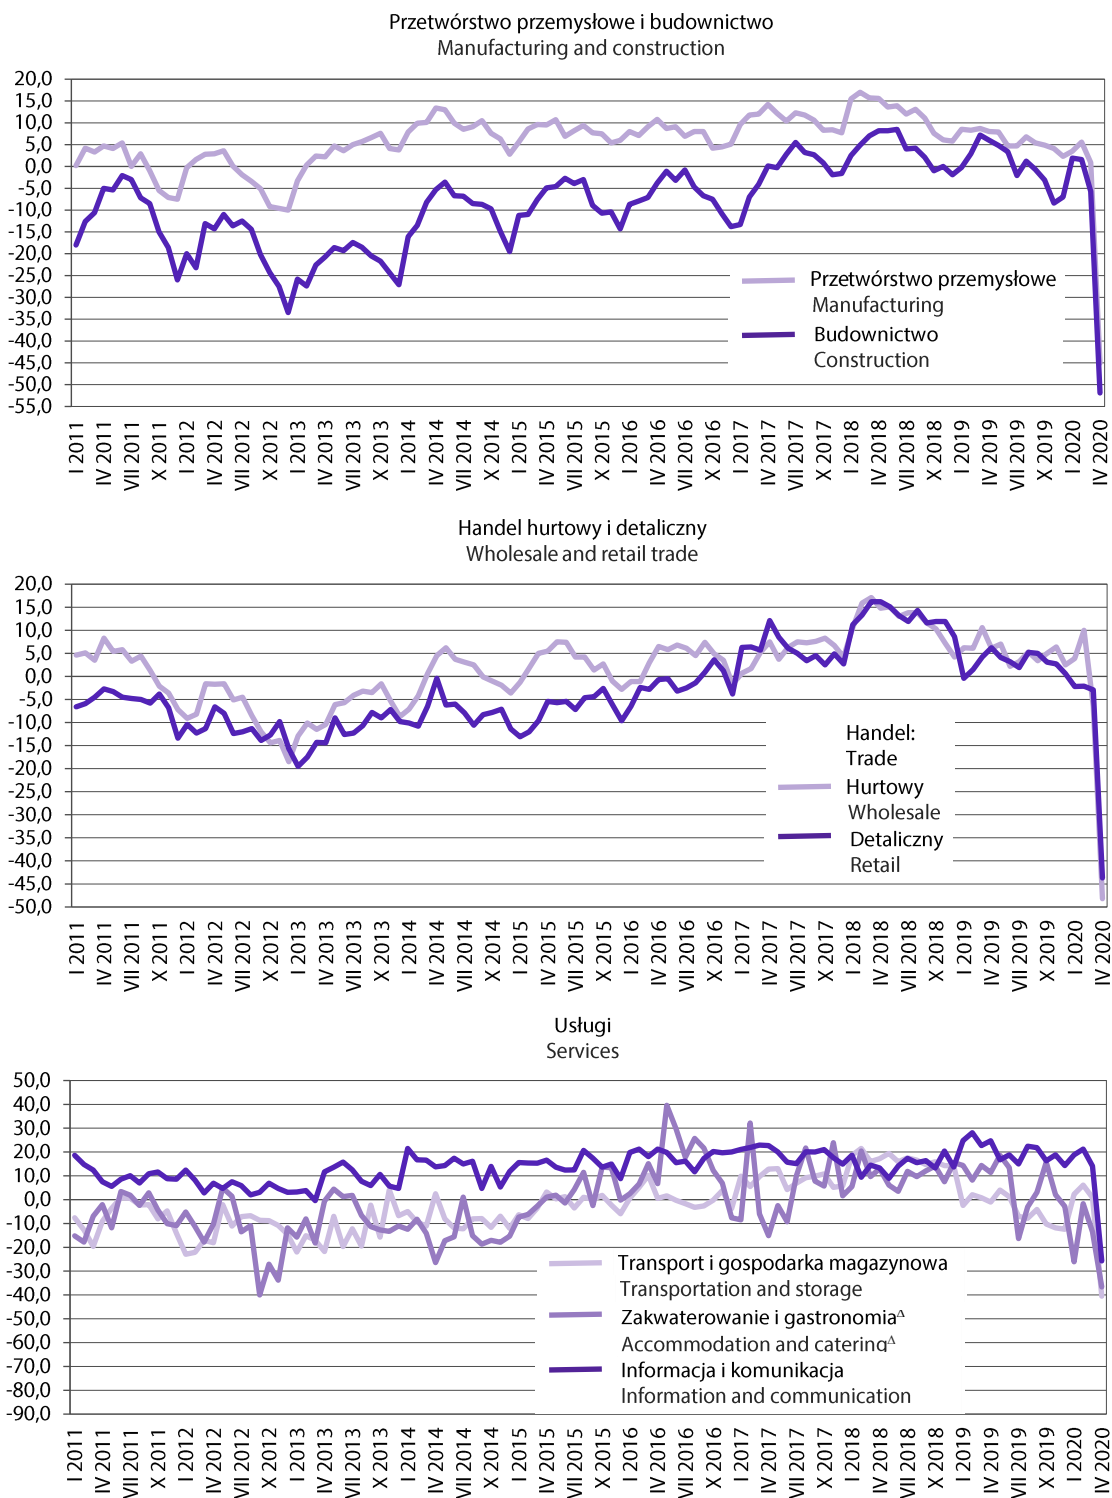 Przetwórstwo przemysłowe i budownictwo
Manufacturing and construction
20,0
15,0
10,0
5,0
0,0
-5,0
-10,0
-15,0
-20,0
-25,0
-30,0
-35,0
-40,0
-45,0
-50,0
-55,0
Przetwórstwo przemysłowe
Manufacturing
Budownictwo
Construction
I 2011
IV 2011
VII 2011
X 2011
I 2012
IV 2012
VII 2012
X 2012
I 2013
IV 2013
VII 2013
X 2013
I 2014
IV 2014
VII 2014
X 2014
I 2015
IV 2015
VII 2015
X 2015
I 2016
IV 2016
VII 2016
X 2016
I 2017
IV 2017
VII 2017
X 2017
I 2018
IV 2018
VII 2018
X 2018
I 2019
IV 2019
VII 2019
X 2019
I 2020
IV 2020
Handel hurtowy i detaliczny
Wholesale and retail trade
20,0
15,0
10,0
5,0
0,0
-5,0
-10,0
-15,0
-20,0
-25,0
-30,0
-35,0
-40,0
-45,0
-50,0
Handel:
Trade
Hurtowy
Wholesale
Detaliczny
Retail
I 2011
IV 2011
VII 2011
X 2011
I 2012
IV 2012
VII 2012
X 2012
I 2013
IV 2013
VII 2013
X 2013
I 2014
IV 2014
VII 2014
X 2014
I 2015
IV 2015
VII 2015
X 2015
I 2016
IV 2016
VII 2016
X 2016
I 2017
IV 2017
VII 2017
X 2017
I 2018
IV 2018
VII 2018
X 2018
I 2019
IV 2019
VII 2019
X 2019
I 2020
IV 2020
Usługi
Services
50,0
40,0
30,0
20,0
10,0
0,0
-10,0
-20,0
-30,0
-40,0
-50,0
-60,0
-70,0
-80,0
-90,0
Transport i gospodarka magazynowa
Transportation and storage
Zakwaterowanie i gastronomiaΔ
Accommodation and cateringΔ
Informacja i komunikacja
Information and communication
I 2011
IV 2011
VII 2011
X 2011
I 2012
IV 2012
VII 2012
X 2012
I 2013
IV 2013
VII 2013
X 2013
I 2014
IV 2014
VII 2014
X 2014
I 2015
IV 2015
VII 2015
X 2015
I 2016
IV 2016
VII 2016
X 2016
I 2017
IV 2017
VII 2017
X 2017
I 2018
IV 2018
VII 2018
X 2018
I 2019
IV 2019
VII 2019
X 2019
I 2020
IV 2020